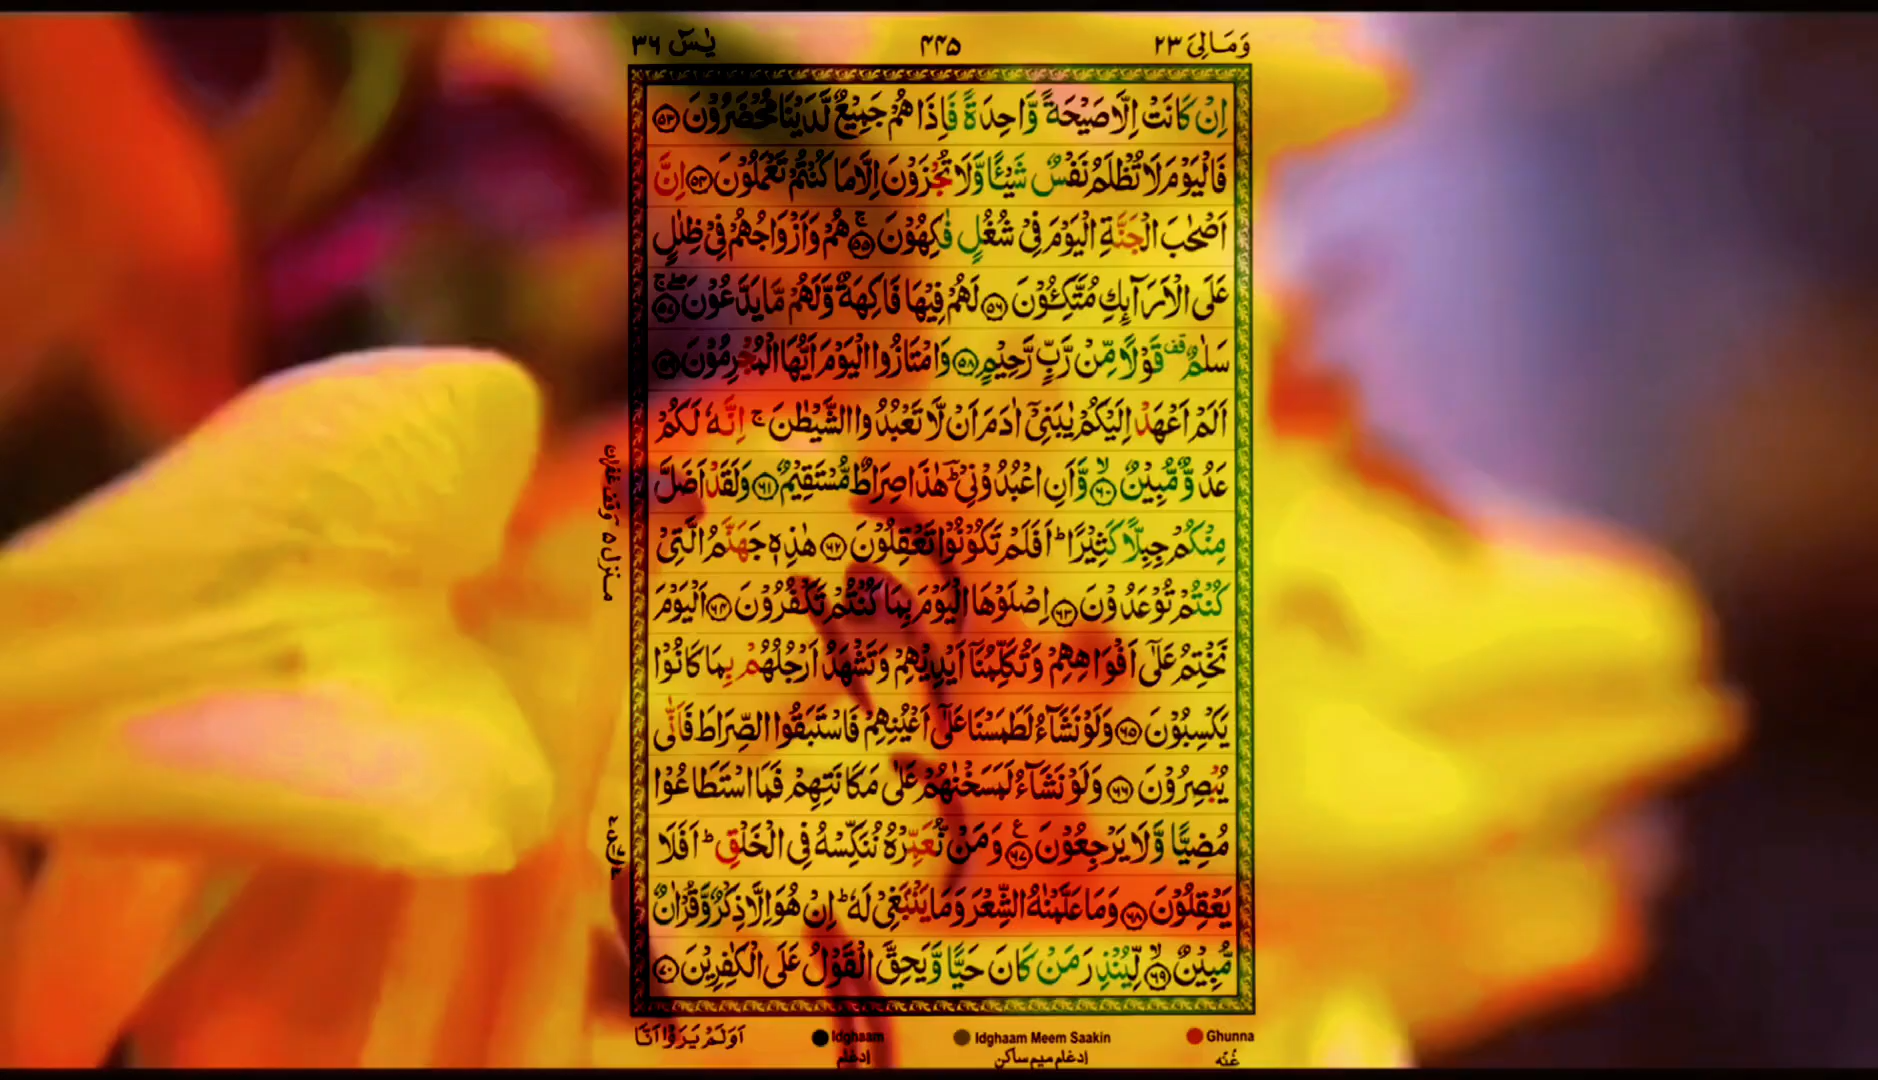 وَمَالِیَ ٢٣
٤٤٥
یٰسٓ ٣٦
اِنْ كَانَتْ اِلَّا صَيْحَةً وَّاحِدَةً فَاِذَا هُمْ جَمِيْعٌ لَّدَيْنَا مُحْضَرُوْنَ ﴿٥٣﴾
فَالْيَوْمَ لَا تُظْلَمُ نَفْسٌ شَيْـًٔا وَّلَا تُجْزَوْنَ اِلَّا مَا كُنْتُمْ تَعْمَلُوْنَ ﴿٥٤﴾ اِنَّ
اَصْحٰبَ الْجَنَّةِ الْيَوْمَ فِيْ شُغُلٍ فٰكِهُوْنَ ﴿٥٥﴾ۚ هُمْ وَاَزْوَاجُهُمْ فِيْ ظِلٰلٍ
عَلَى الْاَرَآئِكِ مُتَّكِـُٔوْنَ ﴿٥٦﴾ لَهُمْ فِيْهَا فَاكِهَةٌ وَّلَهُمْ مَّا يَدَّعُوْنَ ﴿٥٧﴾ۚ
سَلٰمٌ قف قَوْلًا مِّنْ رَّبٍّ رَّحِيْمٍ ﴿٥٨﴾ وَامْتَازُوا الْيَوْمَ اَيُّهَا الْمُجْرِمُوْنَ ﴿٥٩﴾
اَلَمْ اَعْهَدْ اِلَيْكُمْ يٰبَنِيْٓ اٰدَمَ اَنْ لَّا تَعْبُدُوا الشَّيْطٰنَ ۚ اِنَّهٗ لَكُمْ
عَدُوٌّ مُّبِيْنٌ ﴿٦٠﴾ۙ وَّاَنِ اعْبُدُوْنِيْ ؕ هٰذَا صِرَاطٌ مُّسْتَقِيْمٌ ﴿٦١﴾ وَلَقَدْ اَضَلَّ
مِنْكُمْ جِبِلًّا كَثِيْرًا ؕ اَفَلَمْ تَكُوْنُوْا تَعْقِلُوْنَ ﴿٦٢﴾ هٰذِهٖ جَهَنَّمُ الَّتِيْ
كُنْتُمْ تُوْعَدُوْنَ ﴿٦٣﴾ اِصْلَوْهَا الْيَوْمَ بِمَا كُنْتُمْ تَكْفُرُوْنَ ﴿٦٤﴾ اَلْيَوْمَ
نَخْتِمُ عَلٰٓى اَفْوَاهِهِمْ وَتُكَلِّمُنَآ اَيْدِيْهِمْ وَتَشْهَدُ اَرْجُلُهُمْ بِمَا كَانُوْا
يَكْسِبُوْنَ ﴿٦٥﴾ وَلَوْ نَشَآءُ لَطَمَسْنَا عَلٰٓى اَعْيُنِهِمْ فَاسْتَبَقُوا الصِّرَاطَ فَاَنّٰى
يُبْصِرُوْنَ ﴿٦٦﴾ وَلَوْ نَشَآءُ لَمَسَخْنٰهُمْ عَلٰى مَكَانَتِهِمْ فَمَا اسْتَطَاعُوْا
مُضِيًّا وَّلَا يَرْجِعُوْنَ ﴿٦٧﴾ۧ وَمَنْ نُّعَمِّرْهُ نُنَكِّسْهُ فِي الْخَلْقِ ؕ اَفَلَا
يَعْقِلُوْنَ ﴿٦٨﴾ وَمَا عَلَّمْنٰهُ الشِّعْرَ وَمَا يَنْۢبَغِيْ لَهٗ ؕ اِنْ هُوَ اِلَّا ذِكْرٌ وَّقُرْاٰنٌ
مُّبِيْنٌ ﴿٦٩﴾ۙ لِّيُنْذِرَ مَنْ كَانَ حَيًّا وَّيَحِقَّ الْقَوْلُ عَلَى الْكٰفِرِيْنَ ﴿٧٠﴾
منزل ٥
وقف غفران
اَوَلَمْ يَرَوْا اَنَّا
Idghaam
إدغام
Idghaam Meem Saakin
إدغام میم ساکن
Ghunna
غُنّه